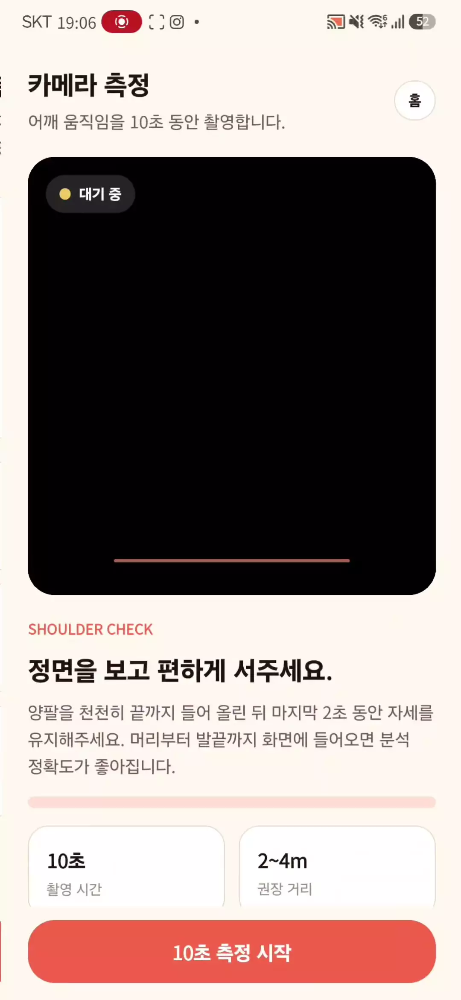 SKT 19:06
6
52
카메라 측정
홈
어깨 움직임을 10초 동안 촬영합니다.
대기 중
SHOULDER CHECK
정면을 보고 편하게 서주세요.
양팔을 천천히 끝까지 들어 올린 뒤 마지막 2초 동안 자세를
유지해주세요. 머리부터 발끝까지 화면에 들어오면 분석
정확도가 좋아집니다.
10초
촬영 시간
2~4m
권장 거리
10초 측정 시작